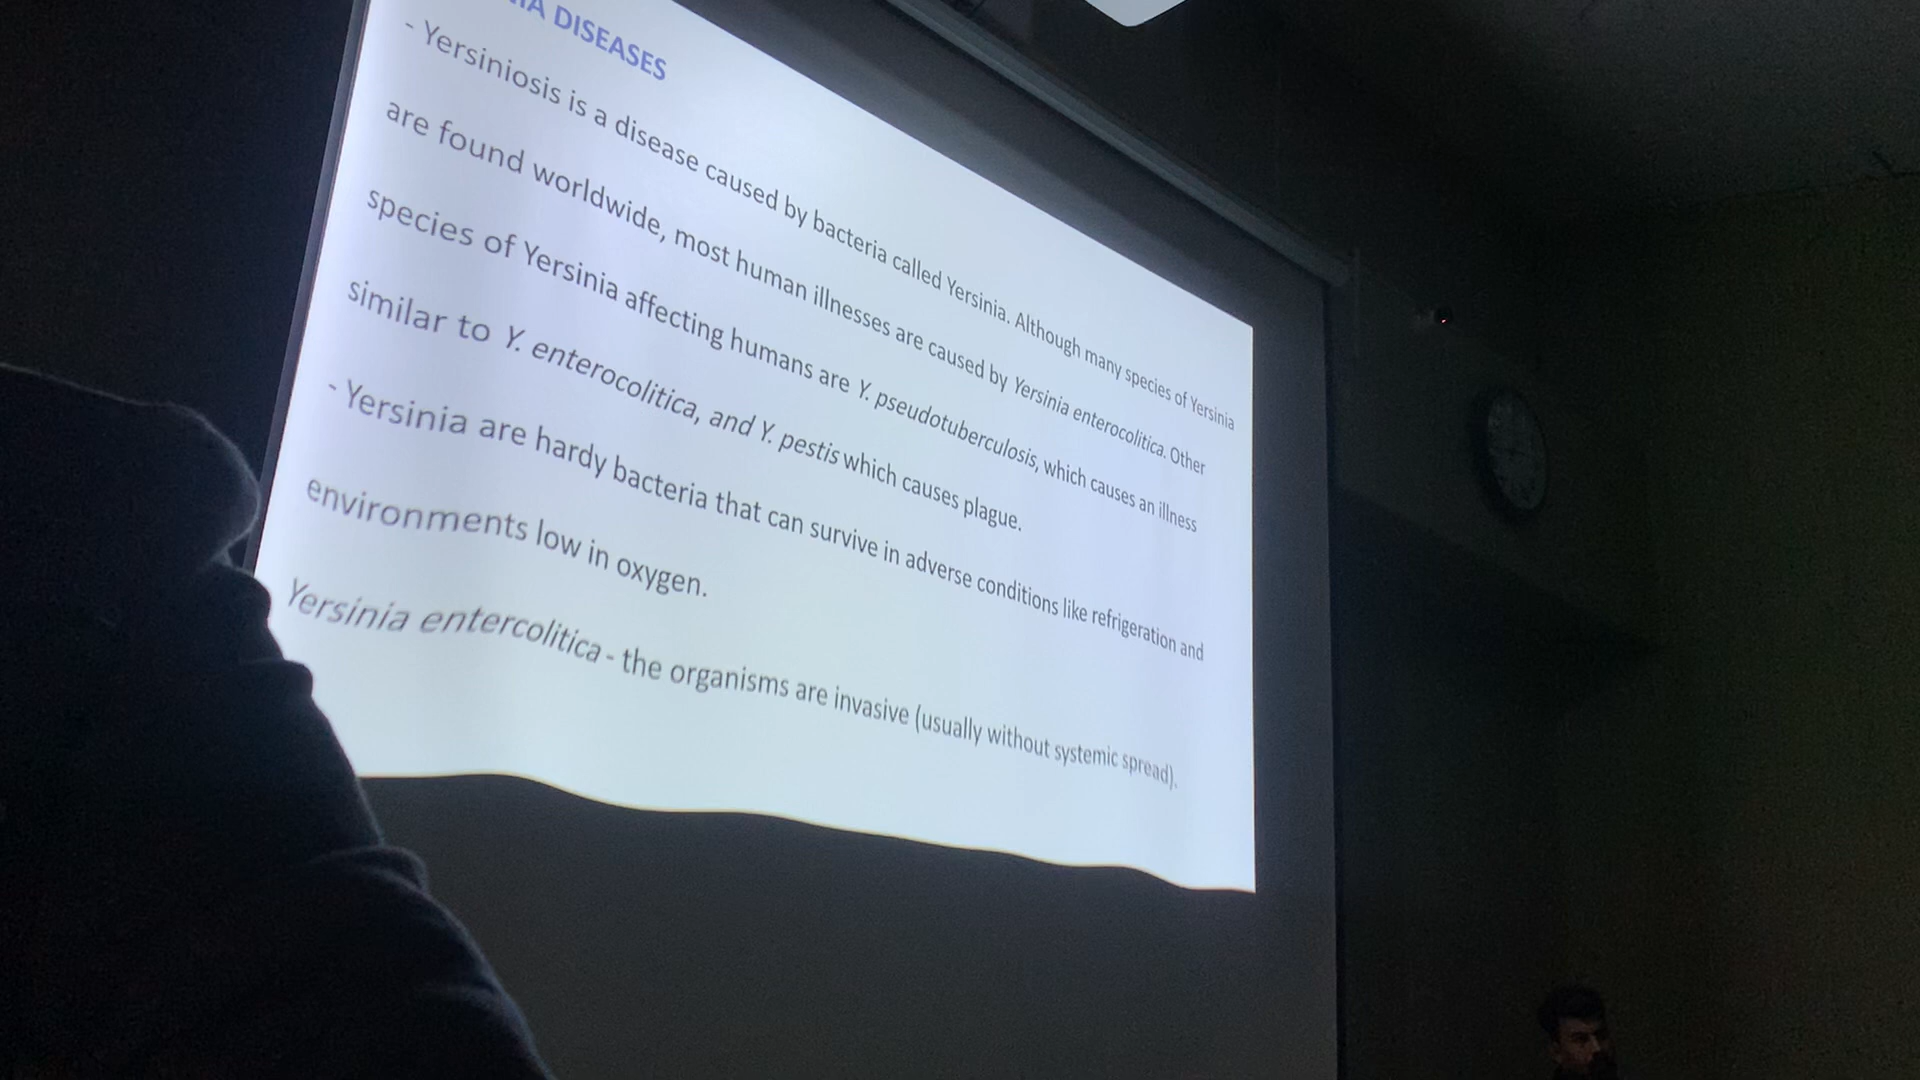 DISEASES
- Yersiniosis is a disease caused by bacteria called Yersinia. Although many species of Yersinia
are found worldwide, most human illnesses are caused by Yersinia enterocolitica. Other
species of Yersinia affecting humans are Y. pseudotuberculosis, which causes an illness
similar to Y. enterocolitica, and Y. pestis which causes plague.
- Yersinia are hardy bacteria that can survive in adverse conditions like refrigeration and
environments low in oxygen.
Yersinia entercolitica - the organisms are invasive (usually without systemic spread).